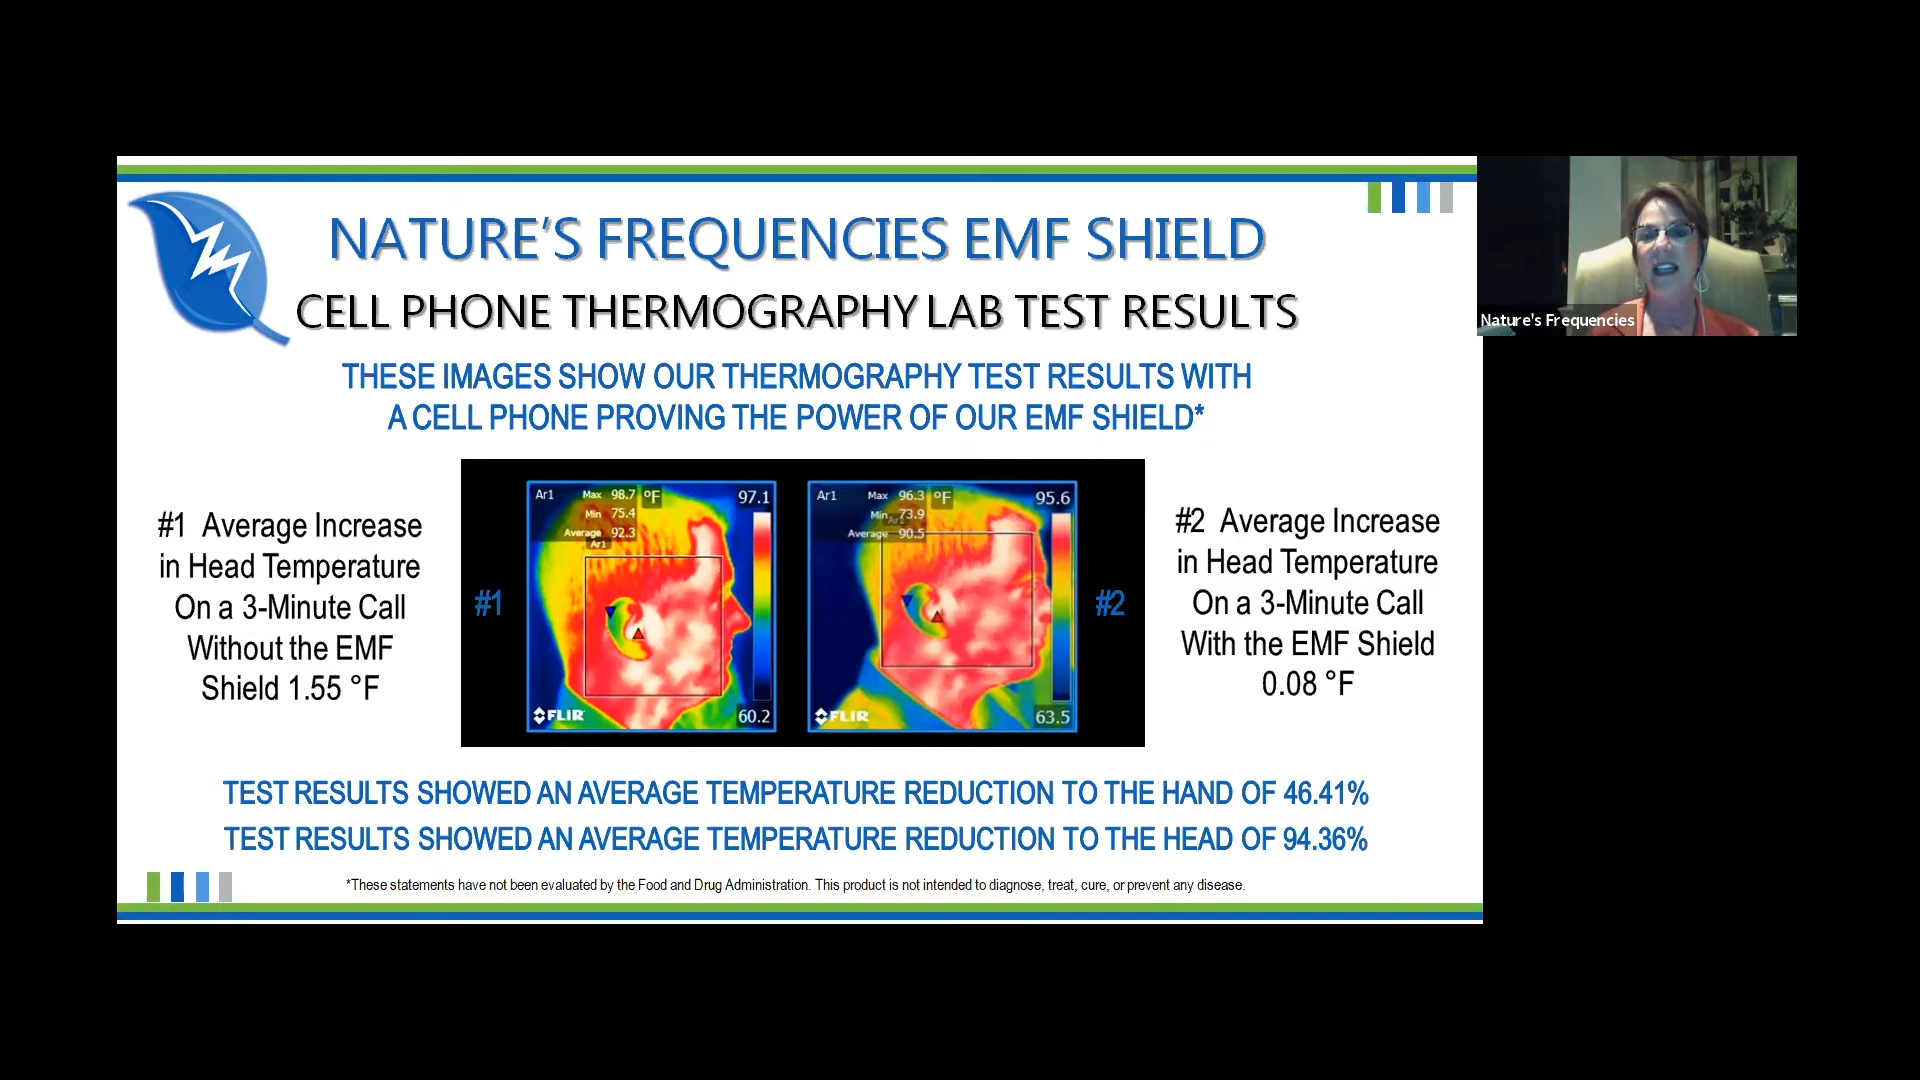 NATURE'S FREQUENCIES EMF SHIELD
CELL PHONE THERMOGRAPHY LAB TEST RESULTS
THESE IMAGES SHOW OUR THERMOGRAPHY TEST RESULTS WITH
A CELL PHONE PROVING THE POWER OF OUR EMF SHIELD*
#1 Average Increase
in Head Temperature
On a 3-Minute Call
Without the EMF
Shield 1.55 °F
#1
Ar1 Max 98.7 °F 97.1
Min 75.4
Average 92.3
Ar1
FLIR 60.2
Ar1 Max 96.3 °F 95.6
Min 73.9
Ar1
Average 90.5
FLIR 63.5
#2
#2 Average Increase
in Head Temperature
On a 3-Minute Call
With the EMF Shield
0.08 °F
TEST RESULTS SHOWED AN AVERAGE TEMPERATURE REDUCTION TO THE HAND OF 46.41%
TEST RESULTS SHOWED AN AVERAGE TEMPERATURE REDUCTION TO THE HEAD OF 94.36%
*These statements have not been evaluated by the Food and Drug Administration. This product is not intended to diagnose, treat, cure, or prevent any disease.
Nature's Frequencies